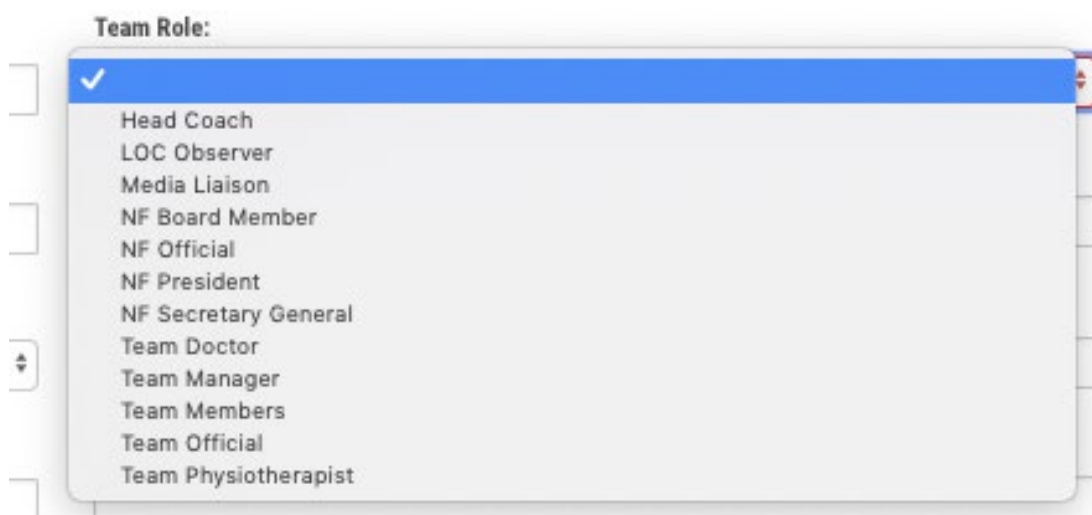 Team Role:
Head Coach
LOC Observer
Media Liaison
NF Board Member
NF Official
NF President
NF Secretary General
Team Doctor
Team Manager
Team Members
Team Official
Team Physiotherapist